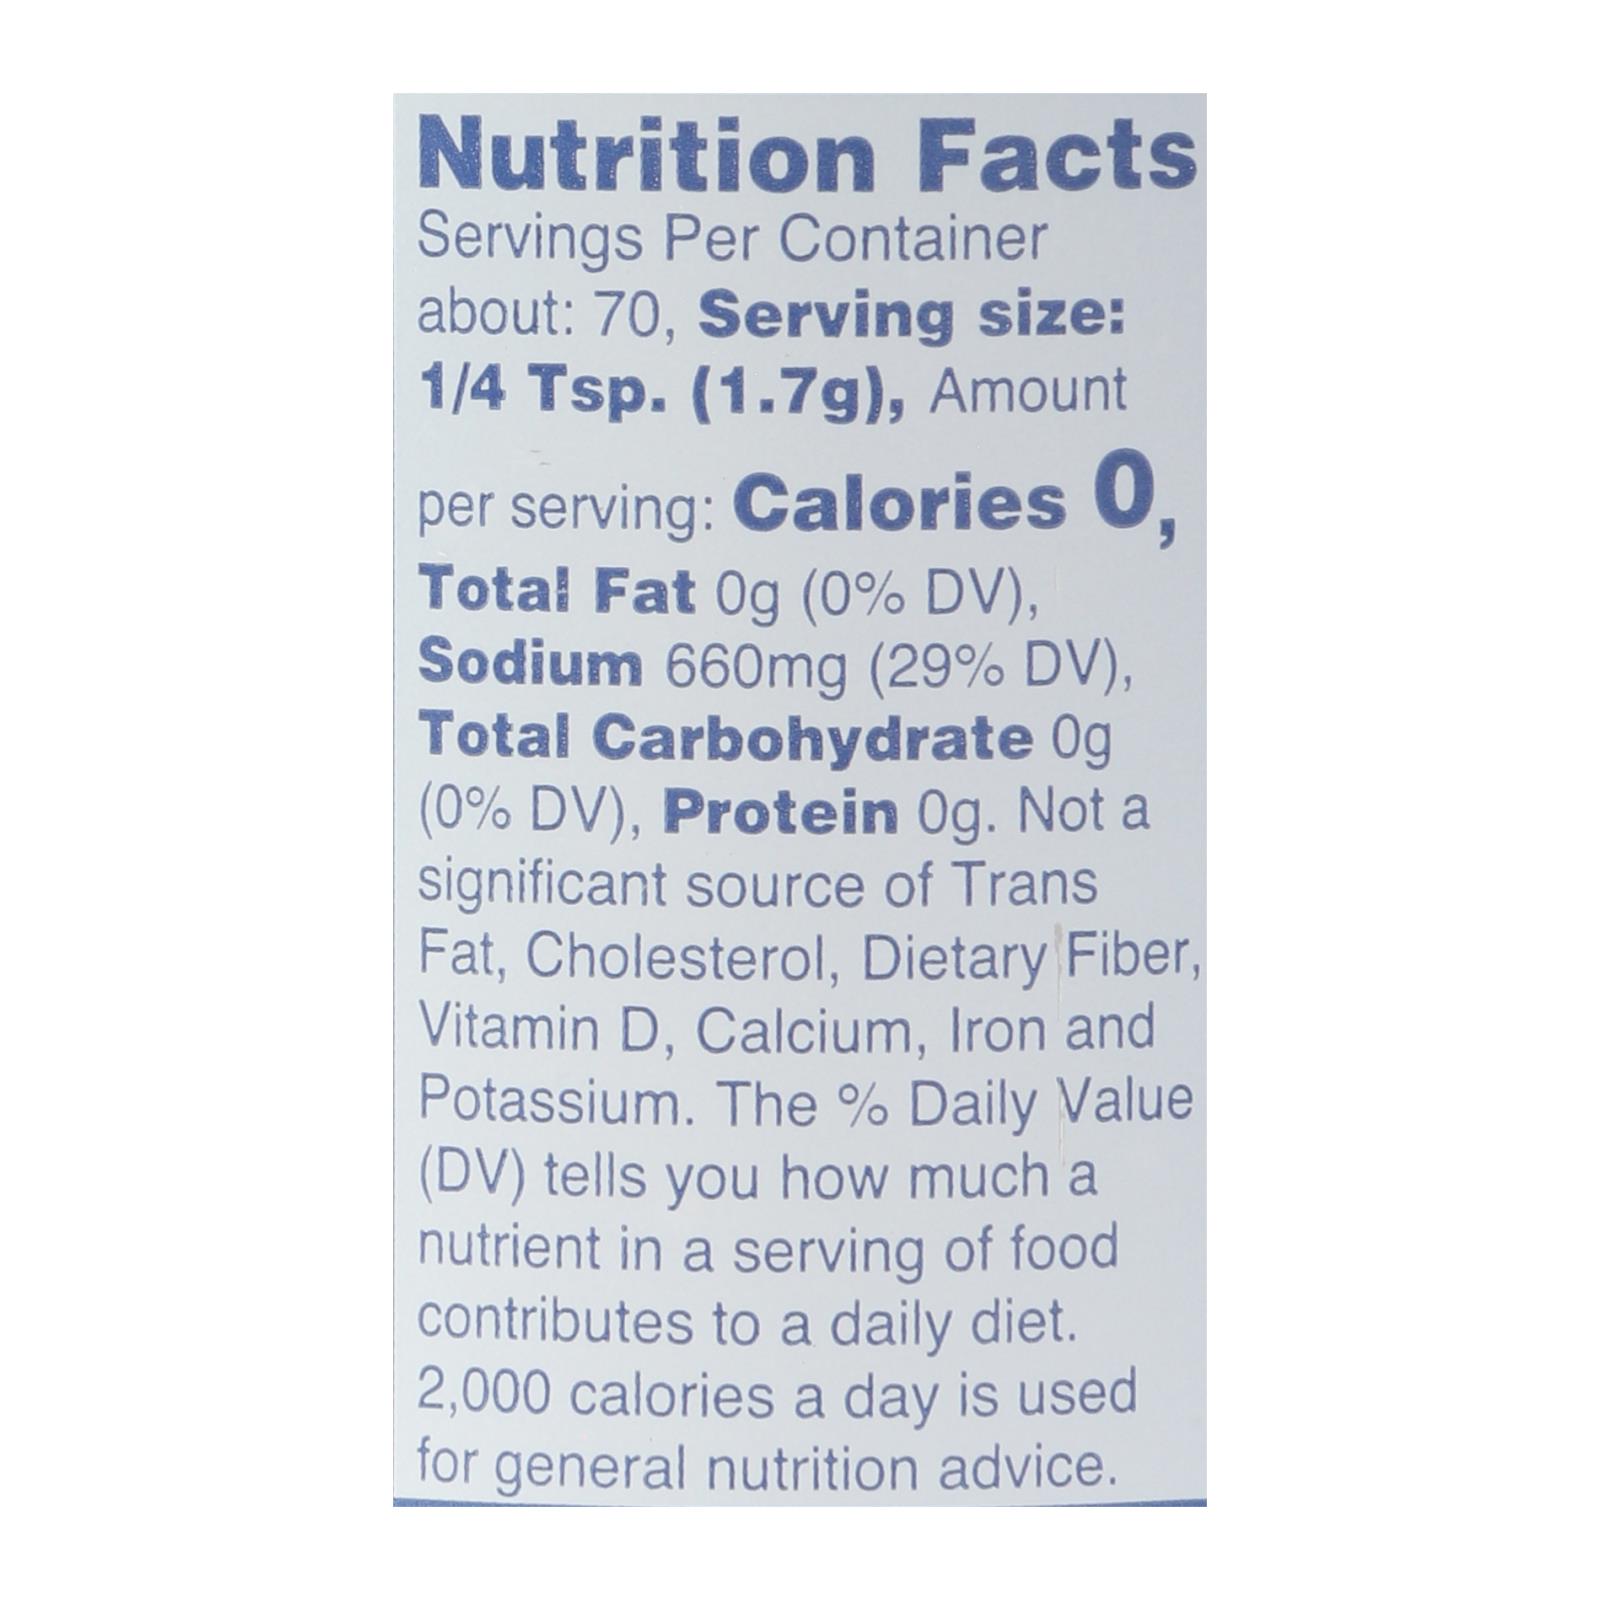 Nutrition Facts
Servings Per Container
about: 70, Serving size:
1/4 Tsp. (1.7g), Amount
per serving: Calories 0,
Total Fat 0g (0% DV),
Sodium 660mg (29% DV),
Total Carbohydrate 0g
(0% DV), Protein 0g. Not a
significant source of Trans
Fat, Cholesterol, Dietary Fiber,
Vitamin D, Calcium, Iron and
Potassium. The % Daily Value
(DV) tells you how much a
nutrient in a serving of food
contributes to a daily diet.
2,000 calories a day is used
for general nutrition advice.